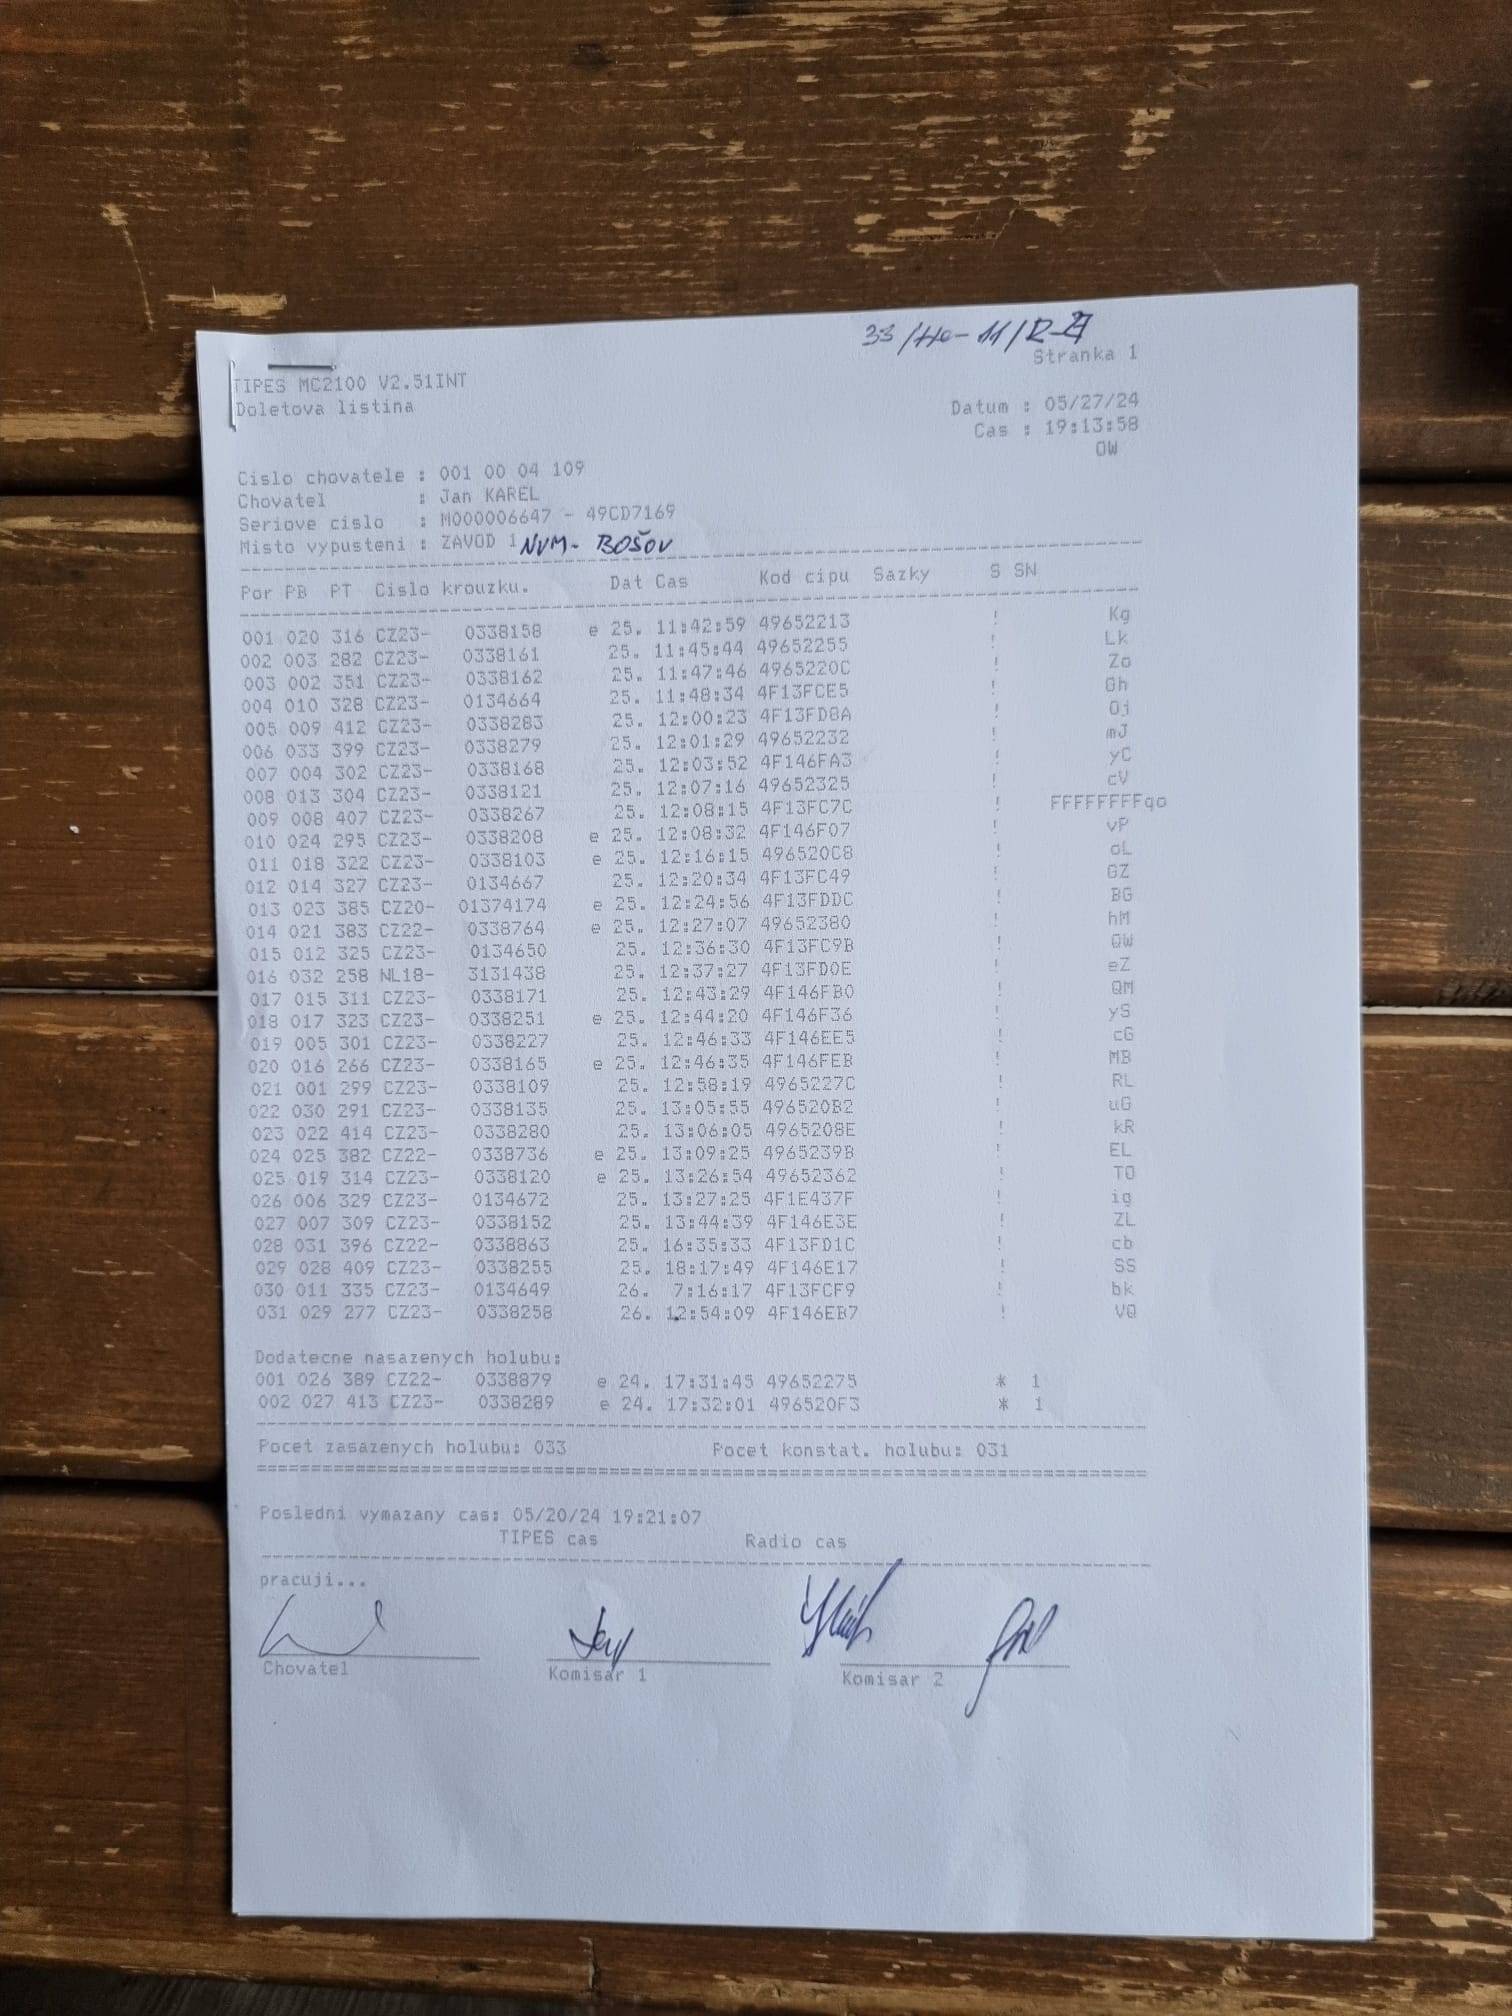 33/Ho-11/R-Z
Stranka 1
TIPES MC2100 V2.51INT
Doletova listina
Datum : 05/27/24
Cas : 19:13:58
OW
Cislo chovatele : 001 00 04 109
Chovatel : Jan KAREL
Seriove cislo : M000006647 - 49CD7169
Misto vypusteni : ZAVOD 1 NVM- BOŠOV
Por PB PT Cislo krouzku. Dat Cas Kod cipu Sazky S SN
001 020 316 CZ23- 0338158 e 25. 11:42:59 49652213 ! Kg
002 003 282 CZ23- 0338161 25. 11:45:44 49652255 ! Lk
003 002 351 CZ23- 0338162 25. 11:47:46 4965220C ! Zo
004 010 328 CZ23- 0134664 25. 11:48:34 4F13FCE5 ! Gh
005 009 412 CZ23- 0338283 25. 12:00:23 4F13FD8A ! Oj
006 033 399 CZ23- 0338279 25. 12:01:29 49652232 ! mJ
007 004 302 CZ23- 0338168 25. 12:03:52 4F146FA3 ! yC
008 013 304 CZ23- 0338121 25. 12:07:16 49652325 ! cV
009 008 407 CZ23- 0338267 25. 12:08:15 4F13FC7C ! FFFFFFFFqo
010 024 295 CZ23- 0338208 e 25. 12:08:32 4F146F07 ! vP
011 018 322 CZ23- 0338103 e 25. 12:16:15 496520C8 ! oL
012 014 327 CZ23- 0134667 25. 12:20:34 4F13FC49 ! GZ
013 023 385 CZ20- 01374174 e 25. 12:24:56 4F13FDDC ! BG
014 021 383 CZ22- 0338764 e 25. 12:27:07 49652380 ! hM
015 012 325 CZ23- 0134650 25. 12:36:30 4F13FC9B ! QW
016 032 258 NL18- 3131438 25. 12:37:27 4F13FD0E ! eZ
017 015 311 CZ23- 0338171 25. 12:43:29 4F146FB0 ! QM
018 017 323 CZ23- 0338251 e 25. 12:44:20 4F146F36 ! yS
019 005 301 CZ23- 0338227 25. 12:46:33 4F146EE5 ! cG
020 016 266 CZ23- 0338165 e 25. 12:46:35 4F146FEB ! MB
021 001 299 CZ23- 0338109 25. 12:58:19 4965227C ! RL
022 030 291 CZ23- 0338135 25. 13:05:55 496520B2 ! uG
023 022 414 CZ23- 0338280 25. 13:06:05 4965208E ! kR
024 025 382 CZ22- 0338736 e 25. 13:09:25 4965239B ! EL
025 019 314 CZ23- 0338120 e 25. 13:26:54 49652362 ! TO
026 006 329 CZ23- 0134672 25. 13:27:25 4F1E437F ! ig
027 007 309 CZ23- 0338152 25. 13:44:39 4F146E3E ! ZL
028 031 396 CZ22- 0338863 25. 16:35:33 4F13FD1C ! cb
029 028 409 CZ23- 0338255 25. 18:17:49 4F146E17 ! SS
030 011 335 CZ23- 0134649 26. 7:16:17 4F13FCF9 ! bk
031 029 277 CZ23- 0338258 26. 12:54:09 4F146EB7 ! VQ
Dodatecne nasazenych holubu:
001 026 389 CZ22- 0338879 e 24. 17:31:45 49652275 * 1
002 027 413 CZ23- 0338289 e 24. 17:32:01 496520F3 * 1
Pocet zasazenych holubu: 033 Pocet konstat. holubu: 031
Posledni vymazany cas: 05/20/24 19:21:07
TIPES cas Radio cas
pracuji...
Chovatel Komisar 1 Komisar 2